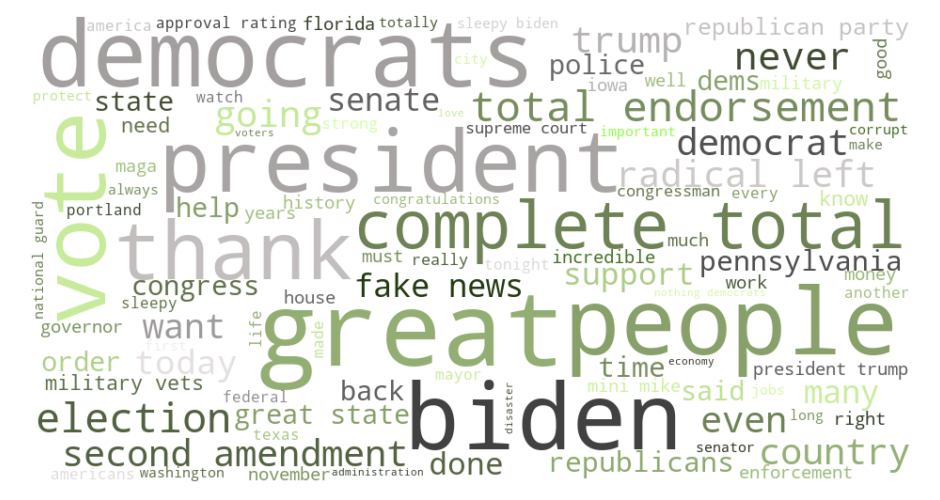 america
approval rating
florida
totally
sleepy biden
republican party
democrats
trump
never
good
police
city
iowa
well
dems
military
protect
state
watch
senate
going
strong
love
total endorsement
need
voters
supreme court
important
democrat
corrupt
make
vote
president
maga
radical left
always
congressman
every
portland
help
years
history
congratulations
know
national guard
thank
complete total
much
must
really
tonight
incredible
pennsylvania
congress
support
money
sleepy
house
fake news
work
nothing democrats
another
governor
want
life
made
great
people
first
order
today
time
economy
president trump
military vets
federal
back
mayor
mini mike
said
jobs
many
election
great state
biden
disaster
even
long
right
texas
second amendment
done
senator
country
republicans
americans
washington
november
administration
enforcement